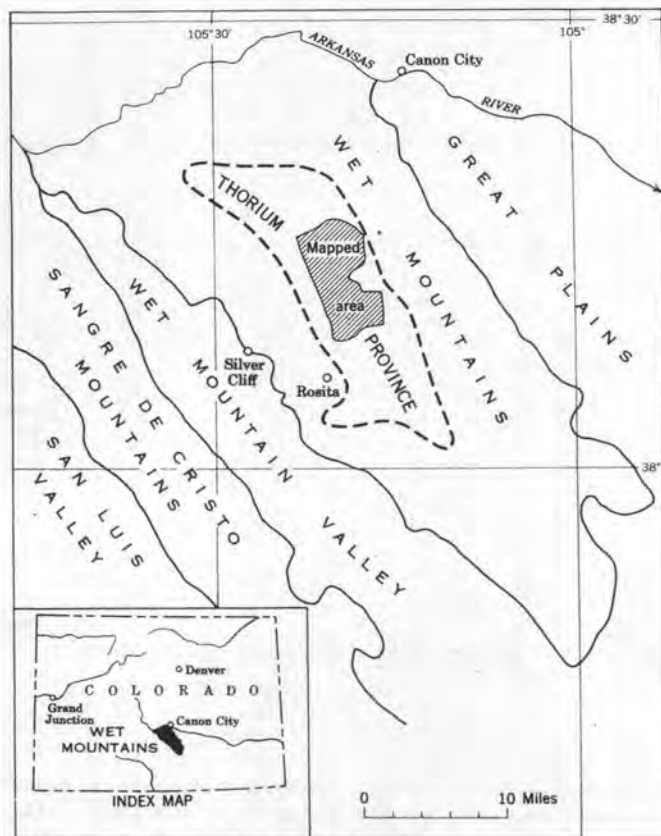 105°30'
105°
38°30'
ARKANSAS
RIVER
Canon City
WET
MOUNTAINS
GREAT
PLAINS
THORIUM
PROVINCE
Mapped
area
WET
MOUNTAIN
VALLEY
SANGRE DE CRISTO
MOUNTAINS
SAN LUIS
VALLEY
Silver
Cliff
Rosita
38°
Denver
COLORADO
Grand
Junction
Canon City
WET
MOUNTAINS
INDEX MAP
0 10 Miles